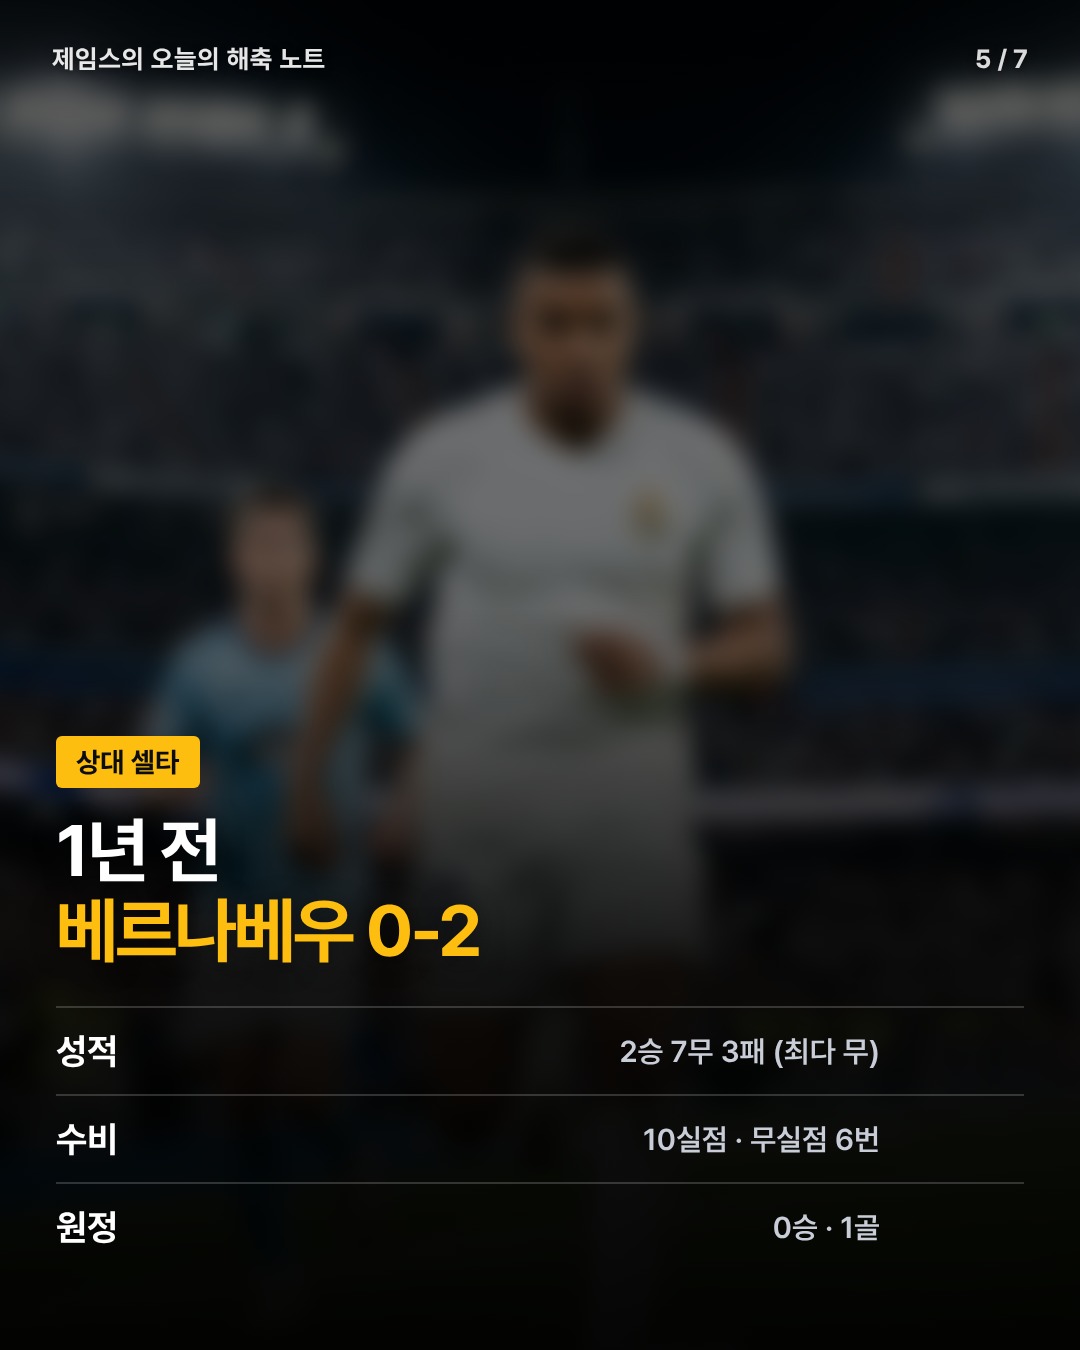 제임스의 오늘의 해축 노트
5 / 7
상대 셀타
1년 전
베르나베우 0-2
성적 2승 7무 3패 (최다 무)
수비 10실점 · 무실점 6번
원정 0승 · 1골